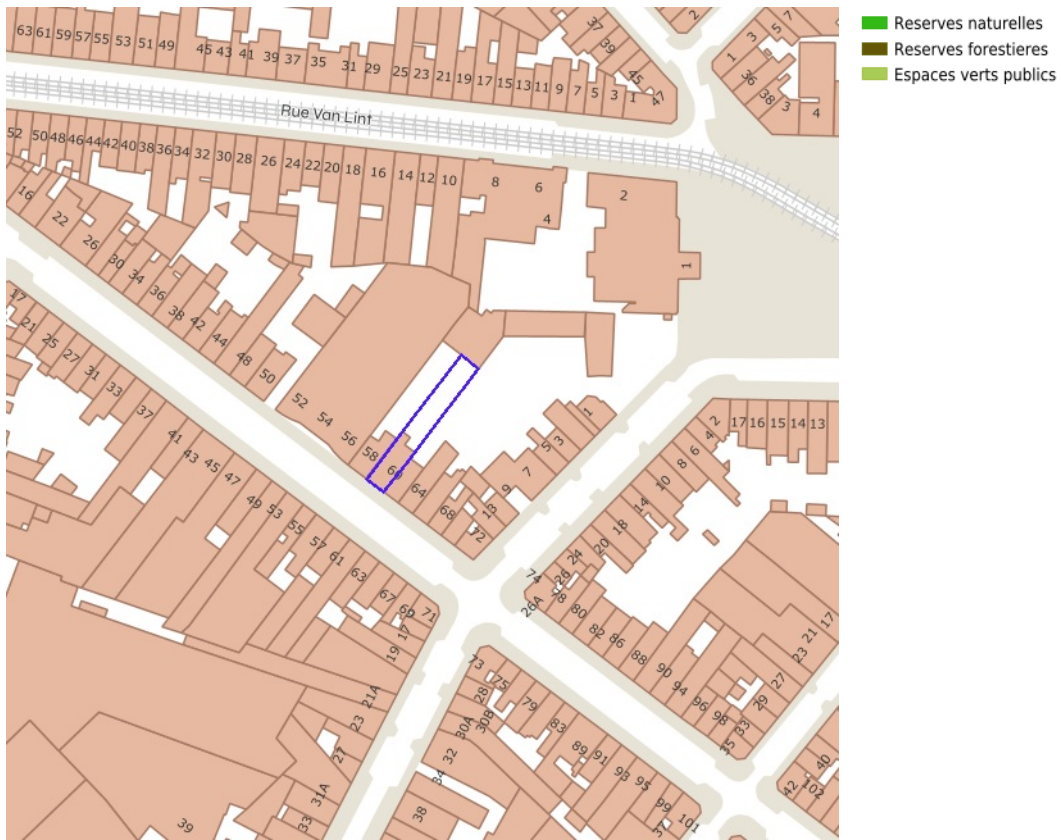 63 61 59 57 55 53 51 49 45 43 41 39 37 35 31 29 25 23 21 19 17 15 13 11 9 7 5 3 1 47
37 39 45
2
1 3 5 7
36 38 3 4
Reserves naturelles
Reserves forestieres
Espaces verts publics
Rue Van Lint
52 50 48 46 44 42 40 38 36 34 32 30 28 26 24 22 20 18 16 14 12 10 8 6 4
2
1
16 22 26 30 34 36 38 42 44 48 50 52 54 56 58 60 64 68 72
1 3 5 7 9 13
17 21 25 27 31 33 37 41 43 45 47 49 53 55 57 61 63 67 69 71
2 4 6 8 10 14 18 20 24 26 26A
17 16 15 14 13
74 78 80 82 86 88 90 94 96 98
17 21 23 27 29 33 35
17 19 21A 23 27 31A 33
39
73 75 79 83 89 91 93 95 99 101
28 30A 30B 32 34 38
37
40 42 102